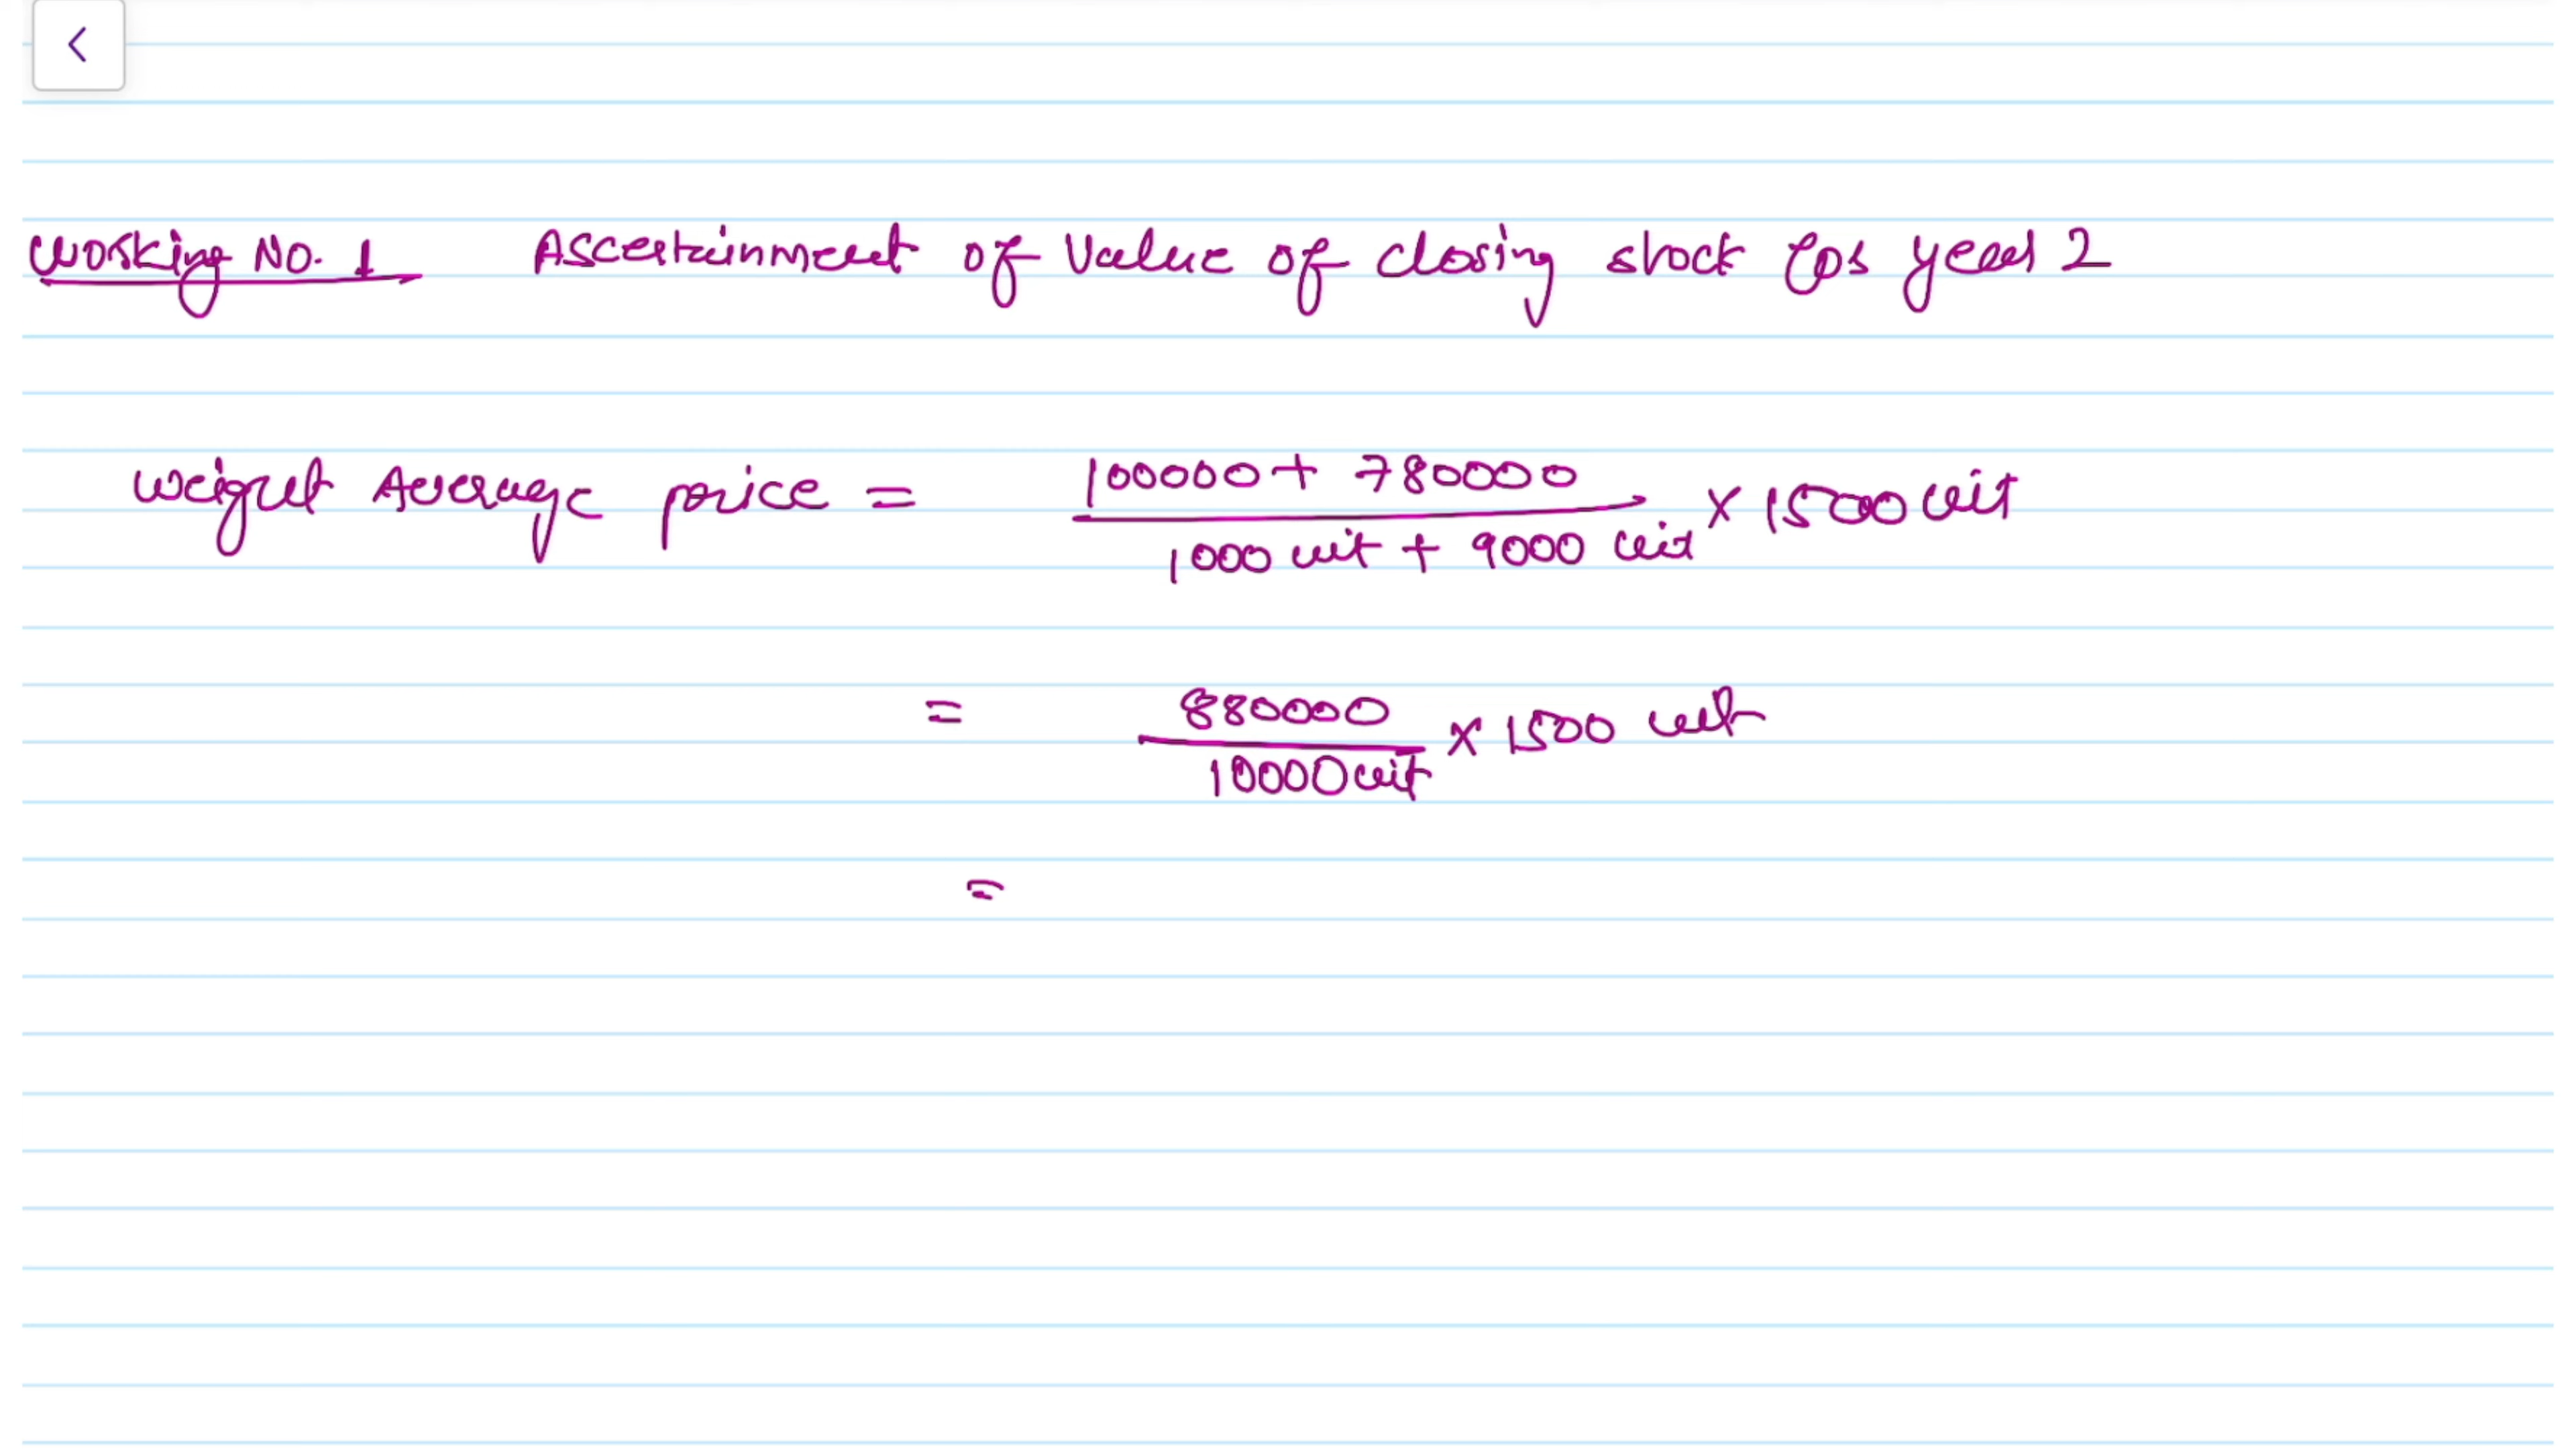 Working No. 1 Ascertainment of Value of closing stock for year 2
Weight Average price = 100000 + 780000 / 1000 unit + 9000 unit × 1500 unit
= 880000 / 10000 unit × 1500 unit
=